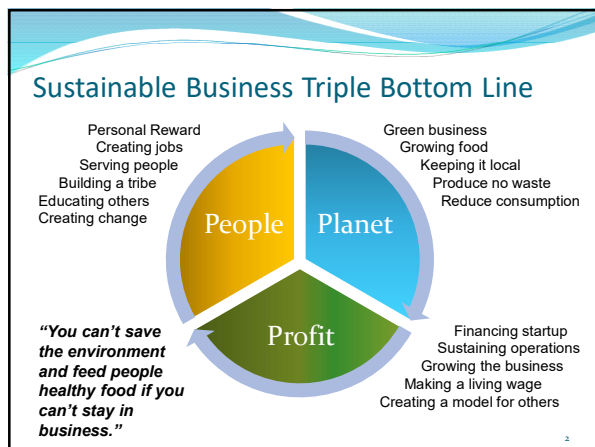 Sustainable Business Triple Bottom Line
Personal Reward
Creating jobs
Serving people
Building a tribe
Educating others
Creating change
Green business
Growing food
Keeping it local
Produce no waste
Reduce consumption
People
Planet
Profit
“You can’t save
the environment
and feed people
healthy food if you
can’t stay in
business.”
Financing startup
Sustaining operations
Growing the business
Making a living wage
Creating a model for others
2